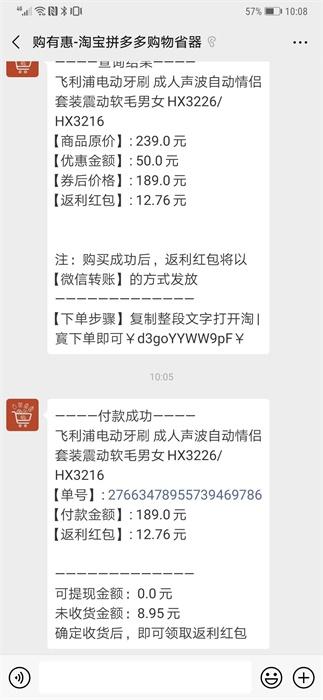 4G 57% 10:08
购有惠-淘宝拼多多购物省器
————查询结果————
飞利浦电动牙刷 成人声波自动情侣
套装震动软毛男女 HX3226/
HX3216
【商品原价】: 239.0 元
【优惠金额】: 50.0 元
【券后价格】: 189.0 元
【返利红包】: 12.76 元
注：购买成功后，返利红包将以
【微信转账】的方式发放
—————————————
【下单步骤】复制整段文字打开淘|
寳下单即可￥d3goYYWW9pF￥
10:05
————付款成功————
飞利浦电动牙刷 成人声波自动情侣
套装震动软毛男女 HX3226/
HX3216
【单号】: 27663478955739469786
【付款金额】: 189.0 元
【返利红包】: 12.76 元
—————————————
可提现金额：0.0 元
未收货金额：8.95 元
确定收货后，即可领取返利红包